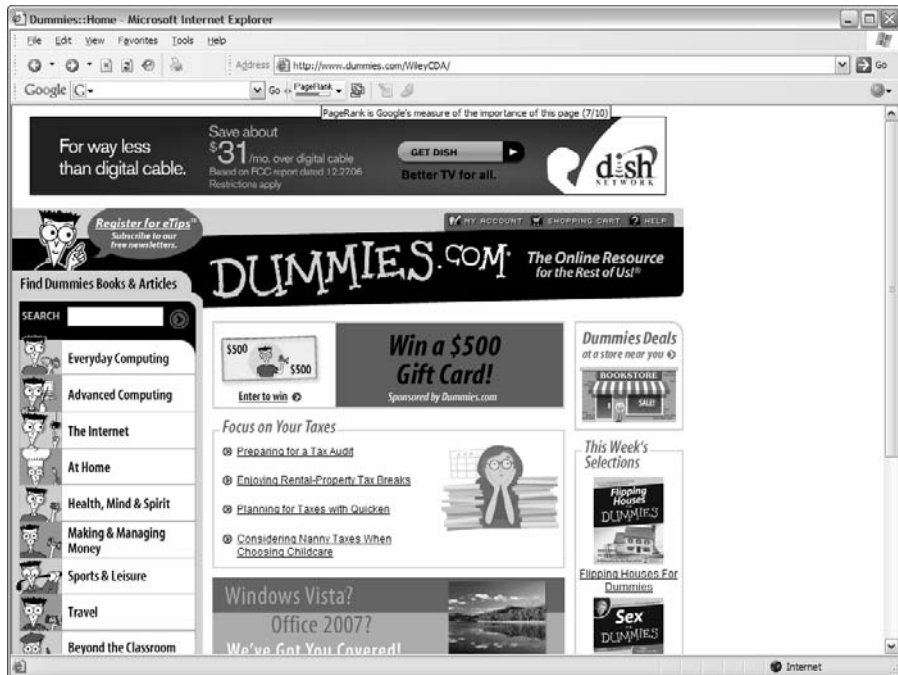 Dummies::Home - Microsoft Internet Explorer
File Edit View Favorites Tools Help
Address http://www.dummies.com/WileyCDA/ Go
Google G Go PageRank
PageRank is Google's measure of the importance of this page (7/10)
For way less
than digital cable.
Save about
$31/mo. over digital cable
Based on FCC report dated 12.27.06
Restrictions apply
GET DISH
Better TV for all.
dish
NETWORK
Register for eTips™
Subscribe to our
free newsletters.
MY ACCOUNT SHOPPING CART HELP
DUMMIES.COM
The Online Resource
for the Rest of Us!®
Find Dummies Books & Articles
SEARCH
Everyday Computing
Advanced Computing
The Internet
At Home
Health, Mind & Spirit
Making & Managing
Money
Sports & Leisure
Travel
Beyond the Classroom
$500
$500
Enter to win
Win a $500
Gift Card!
Sponsored by Dummies.com
Focus on Your Taxes
Preparing for a Tax Audit
Enjoying Rental-Property Tax Breaks
Planning for Taxes with Quicken
Considering Nanny Taxes When
Choosing Childcare
Windows Vista?
Office 2007?
We've Got You Covered!
Dummies Deals
at a store near you
BOOKSTORE
SALE!
This Week's
Selections
Flipping
Houses
DUMMIES
Flipping Houses For
Dummies
Sex
DUMMIES
Internet